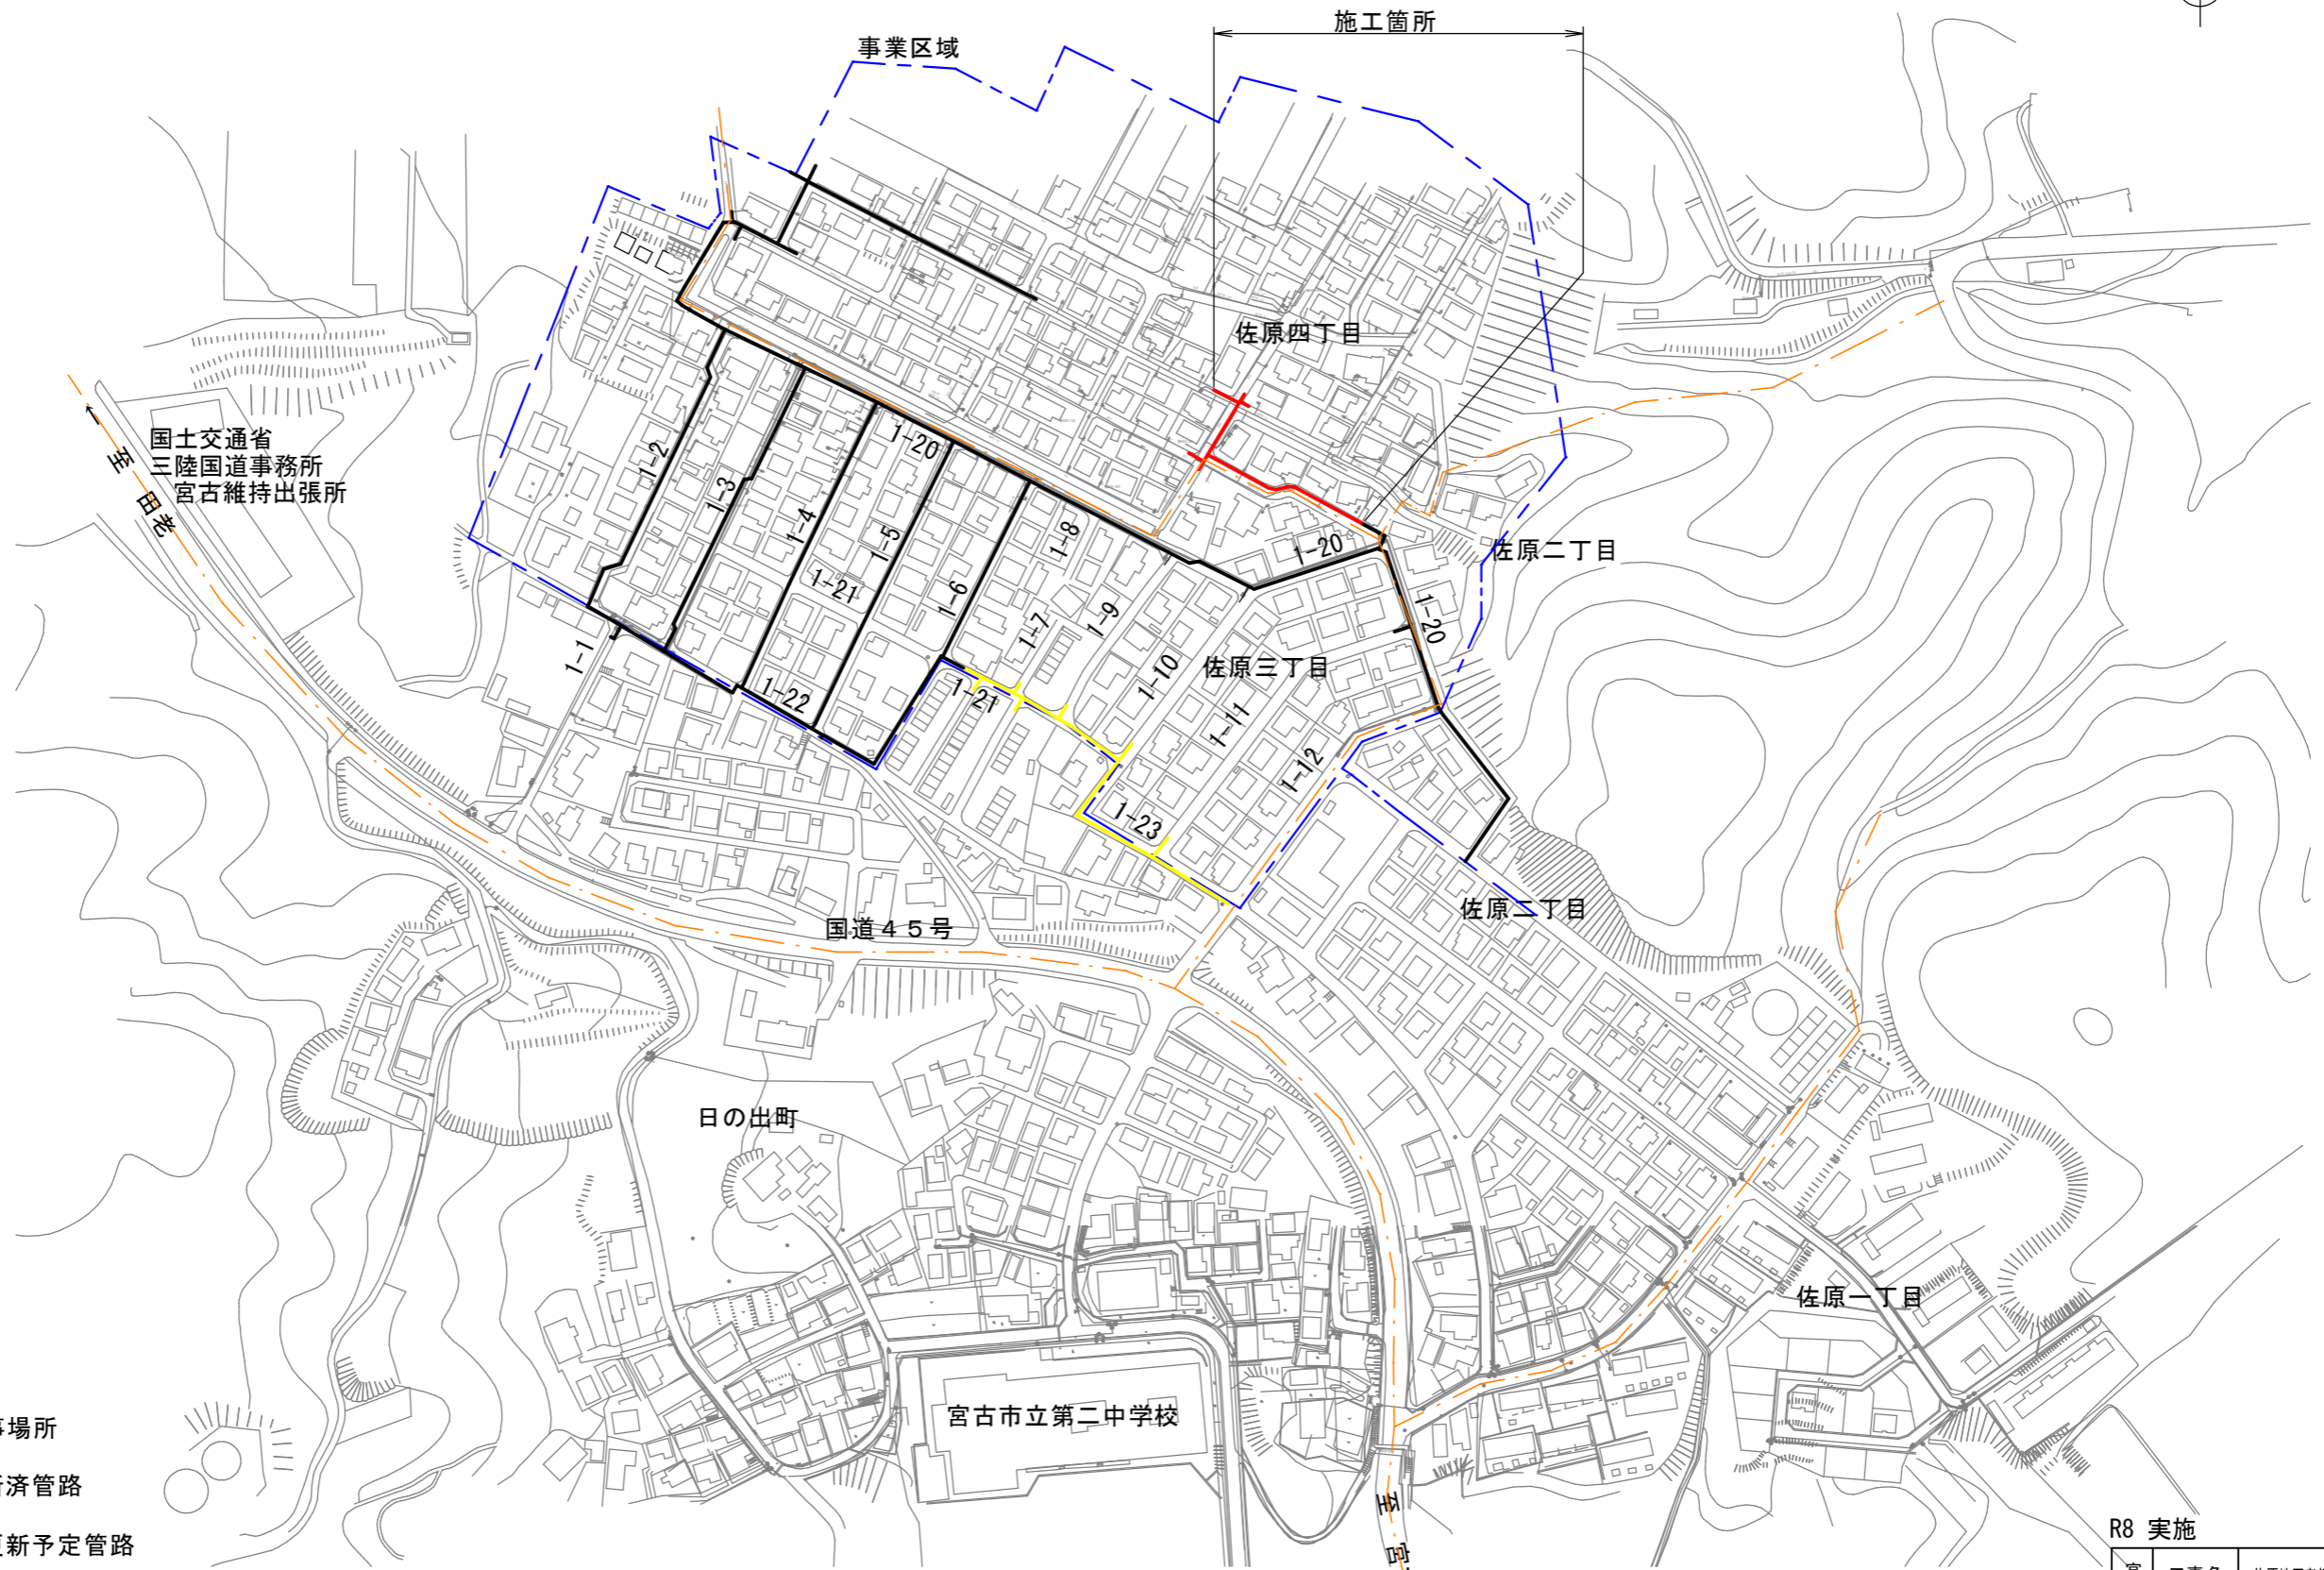 施工箇所
事業区域
佐原四丁目
国土交通省
三陸国道事務所
宮古維持出張所
至 田老
1-2
1-3
1-4
1-5
1-20
1-21
1-6
1-8
1-7
1-9
1-10
1-20
1-20
佐原二丁目
佐原三丁目
1-1
1-22
1-21
1-11
1-12
1-23
佐原二丁目
国道45号
日の出町
佐原一丁目
宮古市立第二中学校
場所
済管路
新予定管路
至 宮
R8 実施